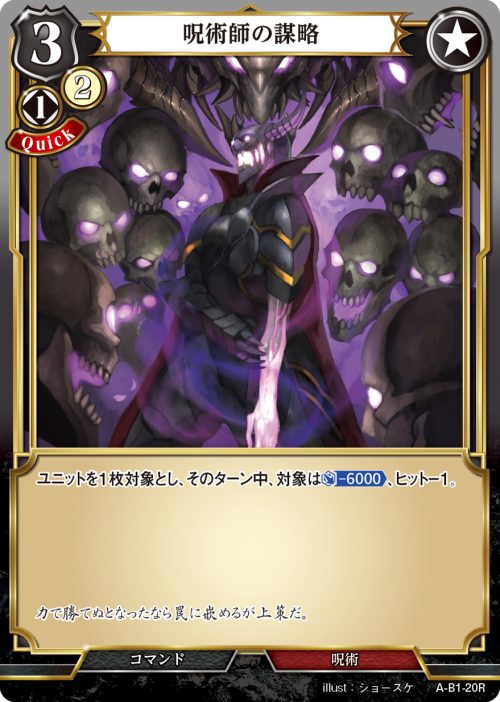 3
呪術師の謀略
2
1
Quick
ユニットを1枚対象とし、そのターン中、対象は-6000、ヒット-1。
力で勝てぬとなったなら罠に嵌めるが上策だ。
コマンド
呪術
illust：ショースケ A-B1-20R